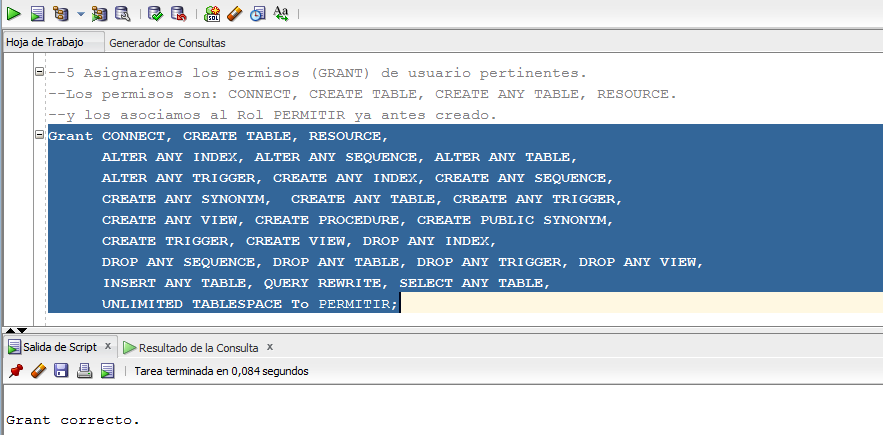 Hoja de Trabajo Generador de Consultas
--5 Asignaremos los permisos (GRANT) de usuario pertinentes.
--Los permisos son: CONNECT, CREATE TABLE, CREATE ANY TABLE, RESOURCE.
--y los asociamos al Rol PERMITIR ya antes creado.
Grant CONNECT, CREATE TABLE, RESOURCE,
ALTER ANY INDEX, ALTER ANY SEQUENCE, ALTER ANY TABLE,
ALTER ANY TRIGGER, CREATE ANY INDEX, CREATE ANY SEQUENCE,
CREATE ANY SYNONYM, CREATE ANY TABLE, CREATE ANY TRIGGER,
CREATE ANY VIEW, CREATE PROCEDURE, CREATE PUBLIC SYNONYM,
CREATE TRIGGER, CREATE VIEW, DROP ANY INDEX,
DROP ANY SEQUENCE, DROP ANY TABLE, DROP ANY TRIGGER, DROP ANY VIEW,
INSERT ANY TABLE, QUERY REWRITE, SELECT ANY TABLE,
UNLIMITED TABLESPACE To PERMITIR;
Salida de Script x Resultado de la Consulta x
Tarea terminada en 0,084 segundos
Grant correcto.